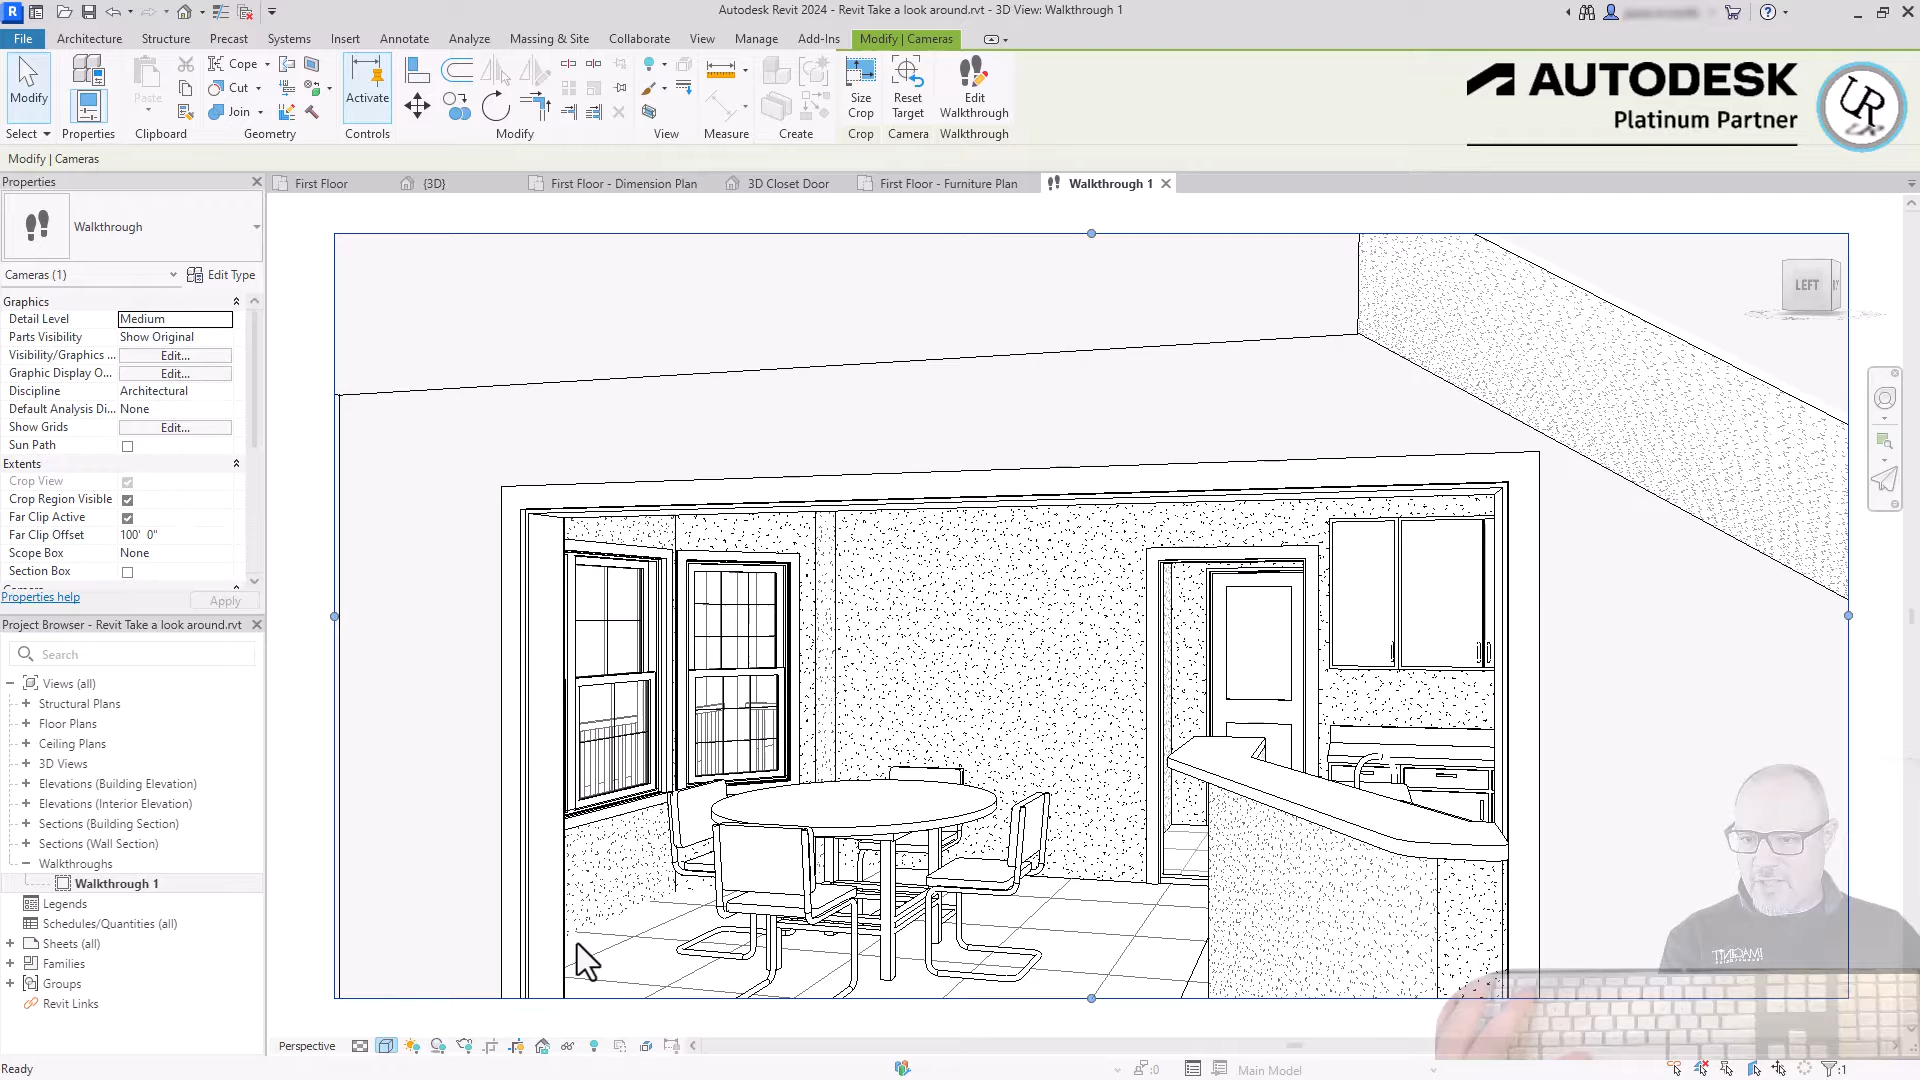 Autodesk Revit 2024 - Revit Take a look around.rvt - 3D View: Walkthrough 1
File Architecture Structure Precast Systems Insert Annotate Analyze Massing & Site Collaborate View Manage Add-Ins Modify | Cameras
Modify
Paste
Cope
Cut
Join
Activate
Size Crop
Reset Target
Edit Walkthrough
Select Properties Clipboard Geometry Controls Modify View Measure Create Crop Camera Walkthrough
AUTODESK
Platinum Partner
UR
Modify | Cameras
Properties
First Floor {3D} First Floor - Dimension Plan 3D Closet Door First Floor - Furniture Plan Walkthrough 1
Walkthrough
Cameras (1) Edit Type
Graphics
Detail Level Medium
Parts Visibility Show Original
Visibility/Graphics ... Edit...
Graphic Display O... Edit...
Discipline Architectural
Default Analysis Di... None
Show Grids Edit...
Sun Path
Extents
Crop View
Crop Region Visible
Far Clip Active
Far Clip Offset 100' 0"
Scope Box None
Section Box
Properties help Apply
Project Browser - Revit Take a look around.rvt
Search
Views (all)
Structural Plans
Floor Plans
Ceiling Plans
3D Views
Elevations (Building Elevation)
Elevations (Interior Elevation)
Sections (Building Section)
Sections (Wall Section)
Walkthroughs
Walkthrough 1
Legends
Schedules/Quantities (all)
Sheets (all)
Families
Groups
Revit Links
LEFT
IMAGINiT
Perspective
Ready
:0
Main Model
:1